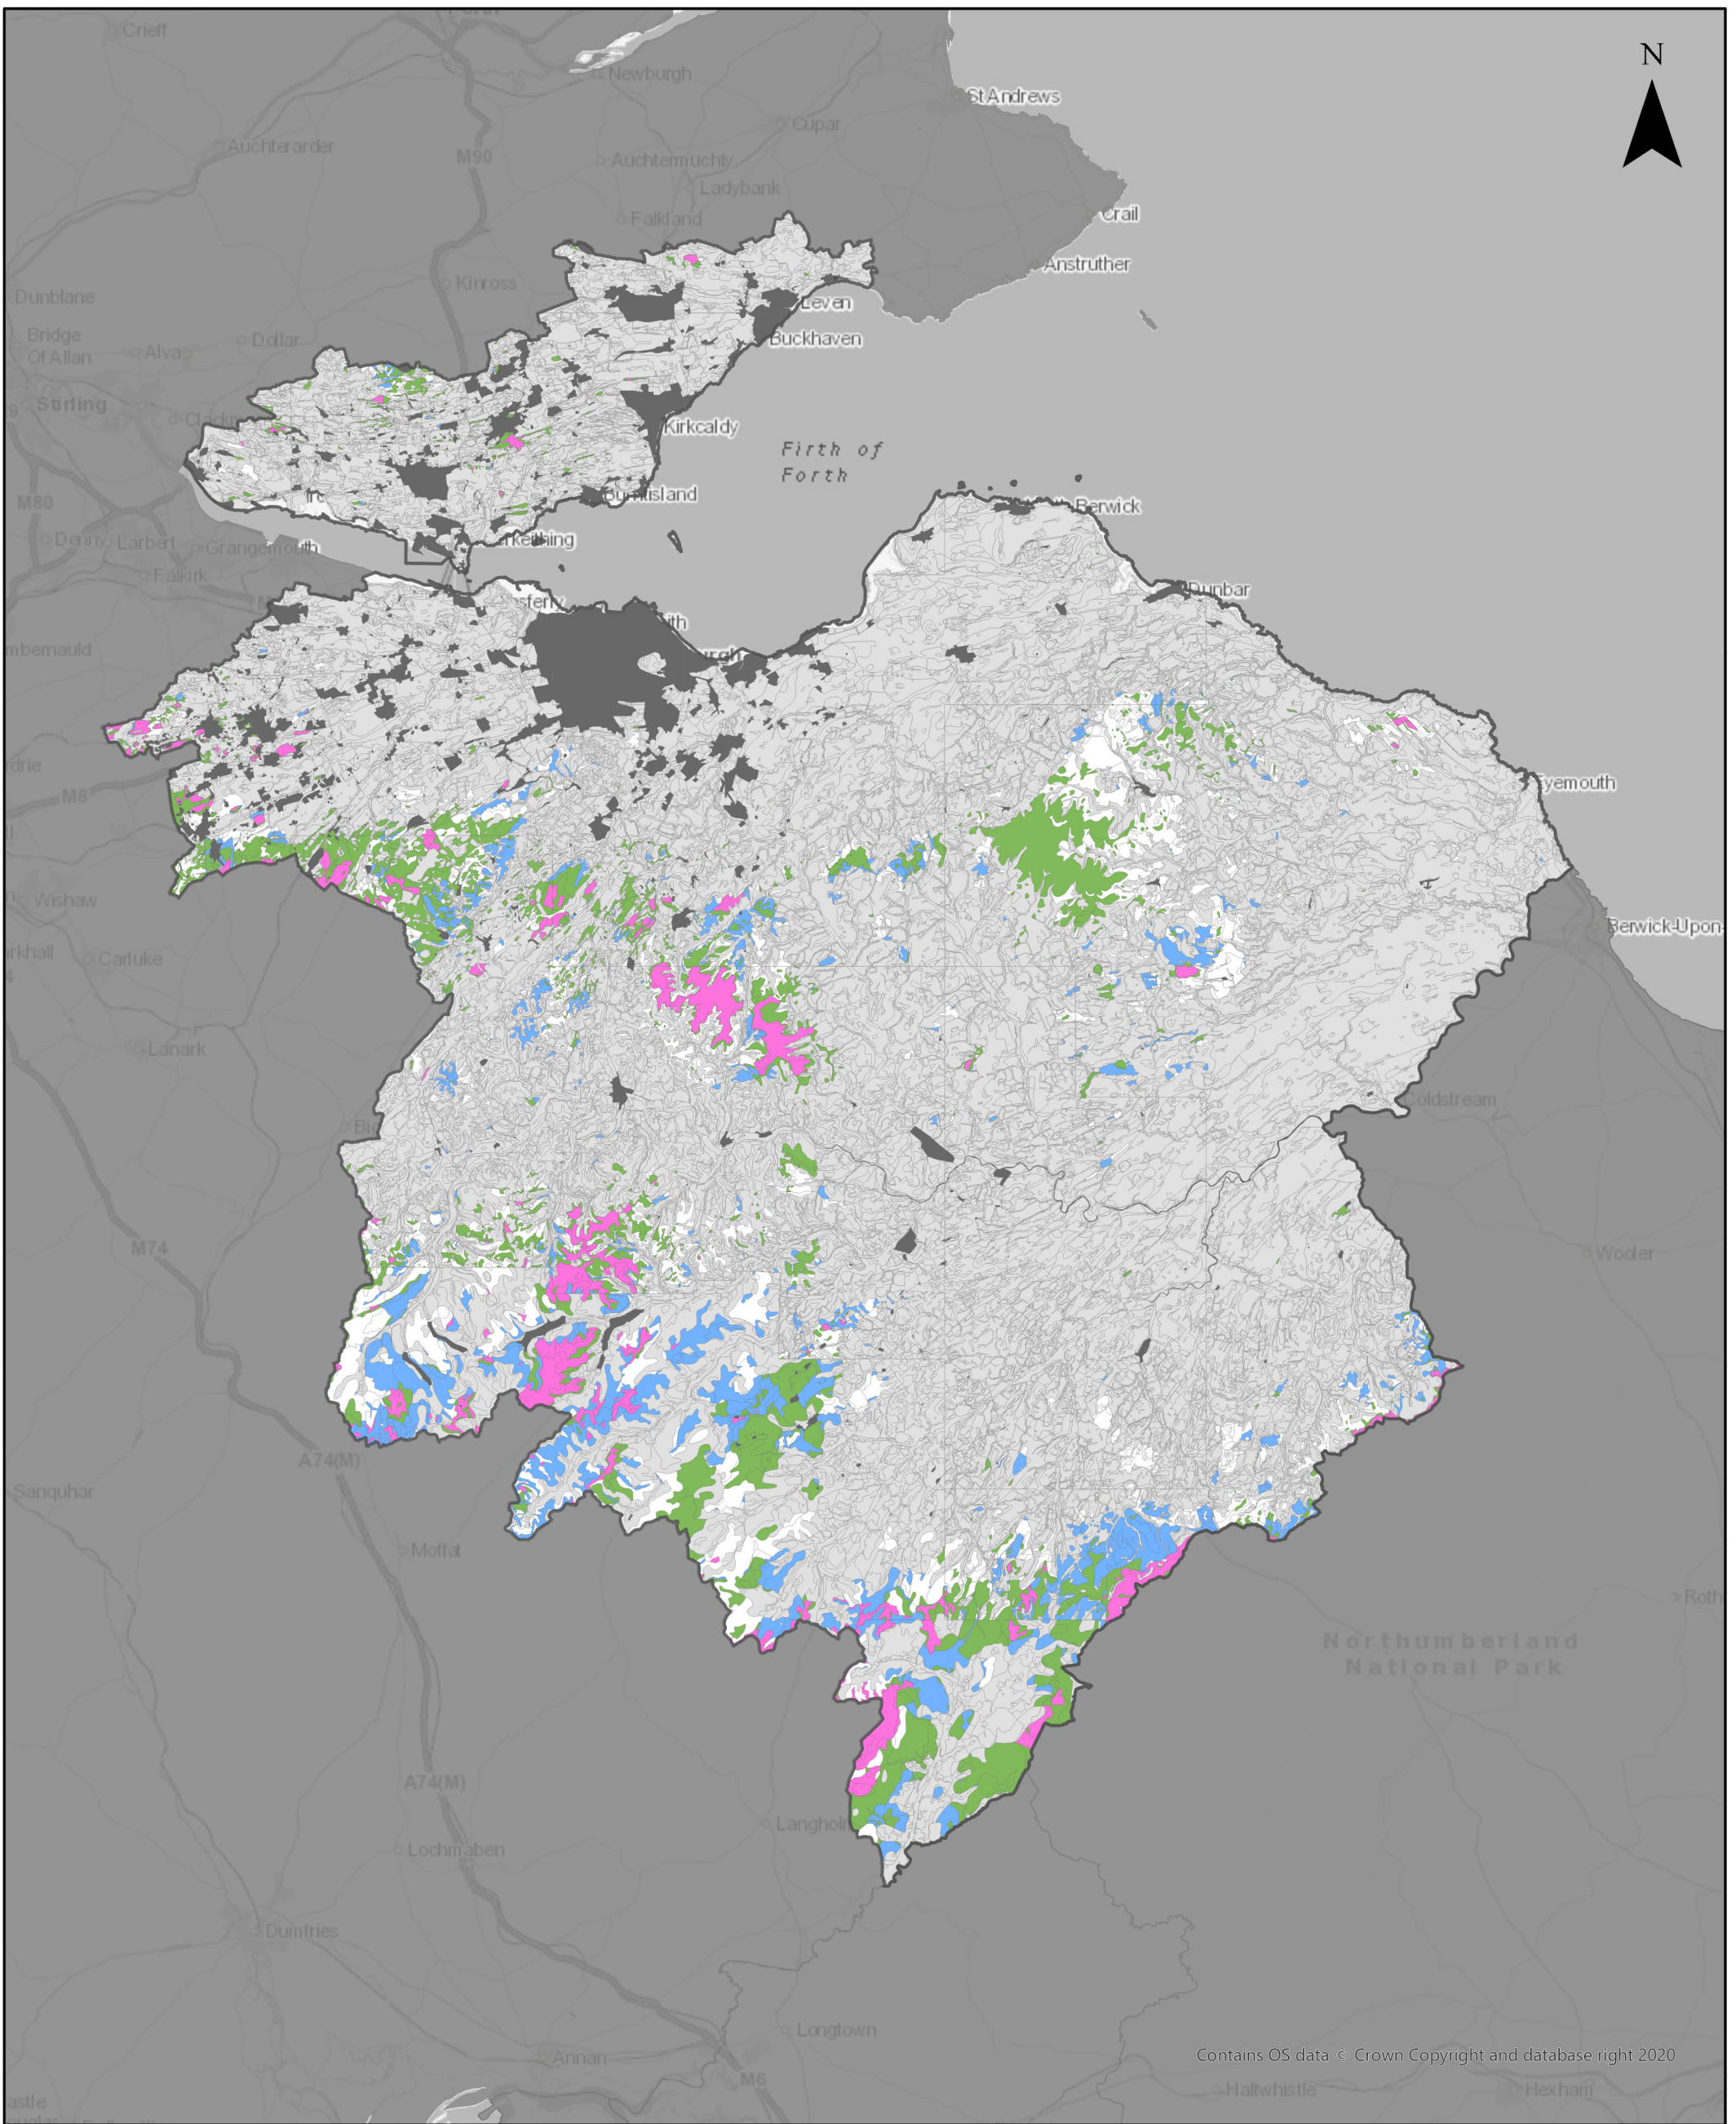 Crieff
Newburgh
N
St Andrews
Cupar
Auchterarder
M90
Auchtermuchty
Ladybank
Falkland
Crail
Anstruther
Kinross
Dunblane
Leven
Bridge
Of Allan
Alva
Dollar
Buckhaven
Stirling
Kirkcaldy
Firth of
Forth
M80
Berwick
Denny
Larbert
Grangemouth
Falkirk
Dunbar
M8
Wishaw
Berwick-Upon-
Carluke
Lanark
Coldstream
M74
Wooler
A74(M)
Sanquhar
Moffat
Northumberland
National Park
A74(M)
Lochmaben
Dumfries
Longtown
Annan
Contains OS data © Crown Copyright and database right 2020
M6
Haltwhistle
Hexham